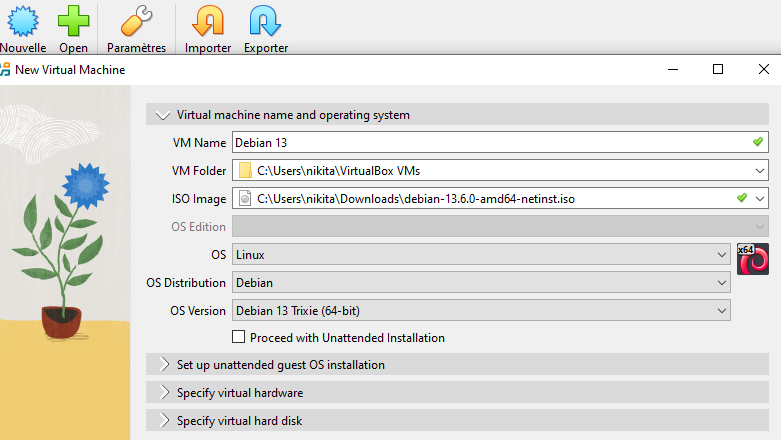 Nouvelle Open Paramètres Importer Exporter
New Virtual Machine
Virtual machine name and operating system
VM Name Debian 13
VM Folder C:\Users\nikita\VirtualBox VMs
ISO Image C:\Users\nikita\Downloads\debian-13.6.0-amd64-netinst.iso
OS Edition
OS Linux x64
OS Distribution Debian
OS Version Debian 13 Trixie (64-bit)
Proceed with Unattended Installation
Set up unattended guest OS installation
Specify virtual hardware
Specify virtual hard disk